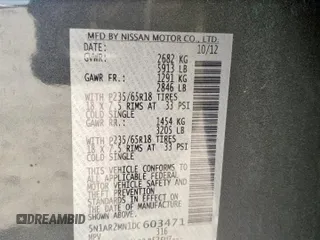 MFD BY NISSAN MOTOR CO., LTD.
DATE: 10/12
GVWR: 2682 KG
5913 LB
GAWR FR: 1291 KG
2846 LB
WITH P235/65R18 TIRES
18 X 7.5 RIMS AT 33 PSI
COLD SINGLE
GAWR RR: 1454 KG
3205 LB
WITH P235/65R18 TIRES
18 X 7.5 RIMS AT 33 PSI
COLD SINGLE
THIS VEHICLE CONFORMS TO
ALL APPLICABLE FEDERAL
MOTOR VEHICLE SAFETY AND
THEFT PREVENTION
STANDARDS IN EFFECT ON
THE DATE OF MANUFACTURE
SHOWN ABOVE.
5N1AR2MN1DC 603471
MPV 316
DREAMBID